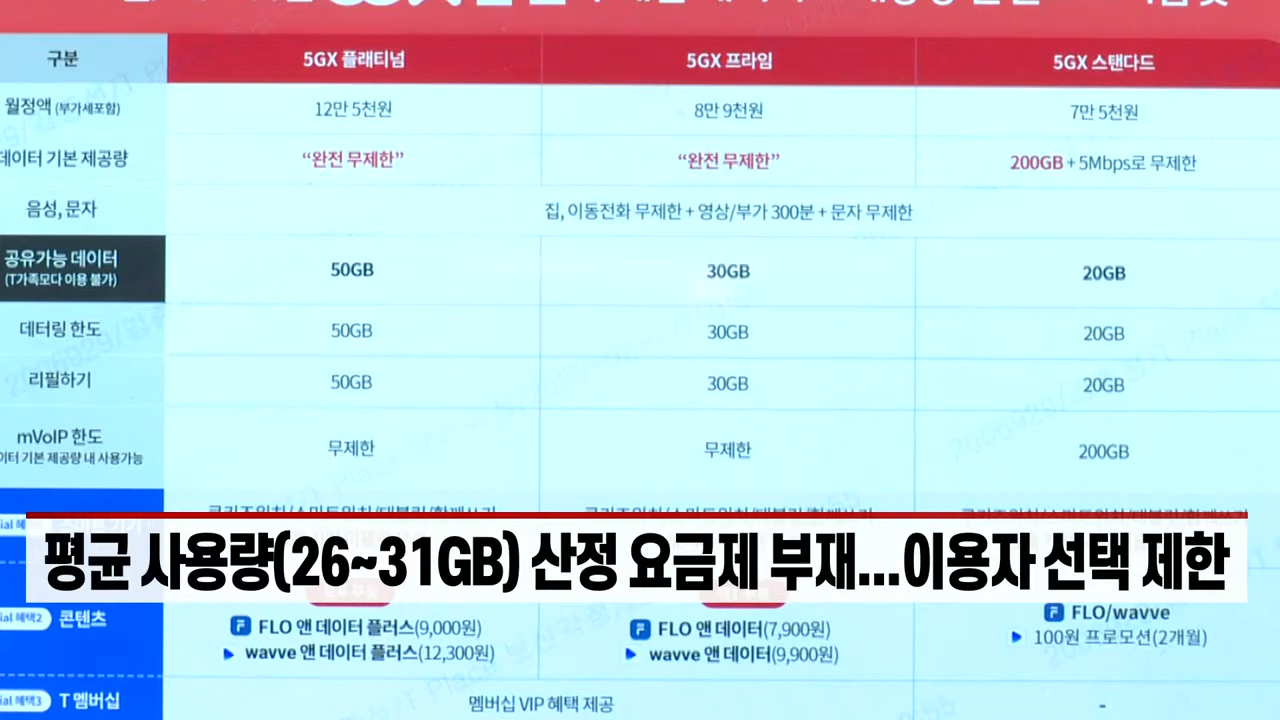 구분
5GX 플래티넘
5GX 프라임
5GX 스탠다드
월정액 (부가세포함)
12만 5천원
8만 9천원
7만 5천원
데이터 기본 제공량
“완전 무제한”
“완전 무제한”
200GB + 5Mbps로 무제한
음성, 문자
집, 이동전화 무제한 + 영상/부가 300분 + 문자 무제한
공유가능 데이터
(T가족모다 이용 불가)
50GB
30GB
20GB
데터링 한도
50GB
30GB
20GB
리필하기
50GB
30GB
20GB
mVoIP 한도
이터 기본 제공량 내 사용가능
무제한
무제한
200GB
평균 사용량(26~31GB) 산정 요금제 부재...이용자 선택 제한
ial 혜택2
콘텐츠
FLO 앤 데이터 플러스(9,000원)
wavve 앤 데이터 플러스(12,300원)
FLO 앤 데이터(7,900원)
wavve 앤 데이터(9,900원)
FLO/wavve
100원 프로모션(2개월)
ial 혜택3
T 멤버십
멤버십 VIP 혜택 제공
-